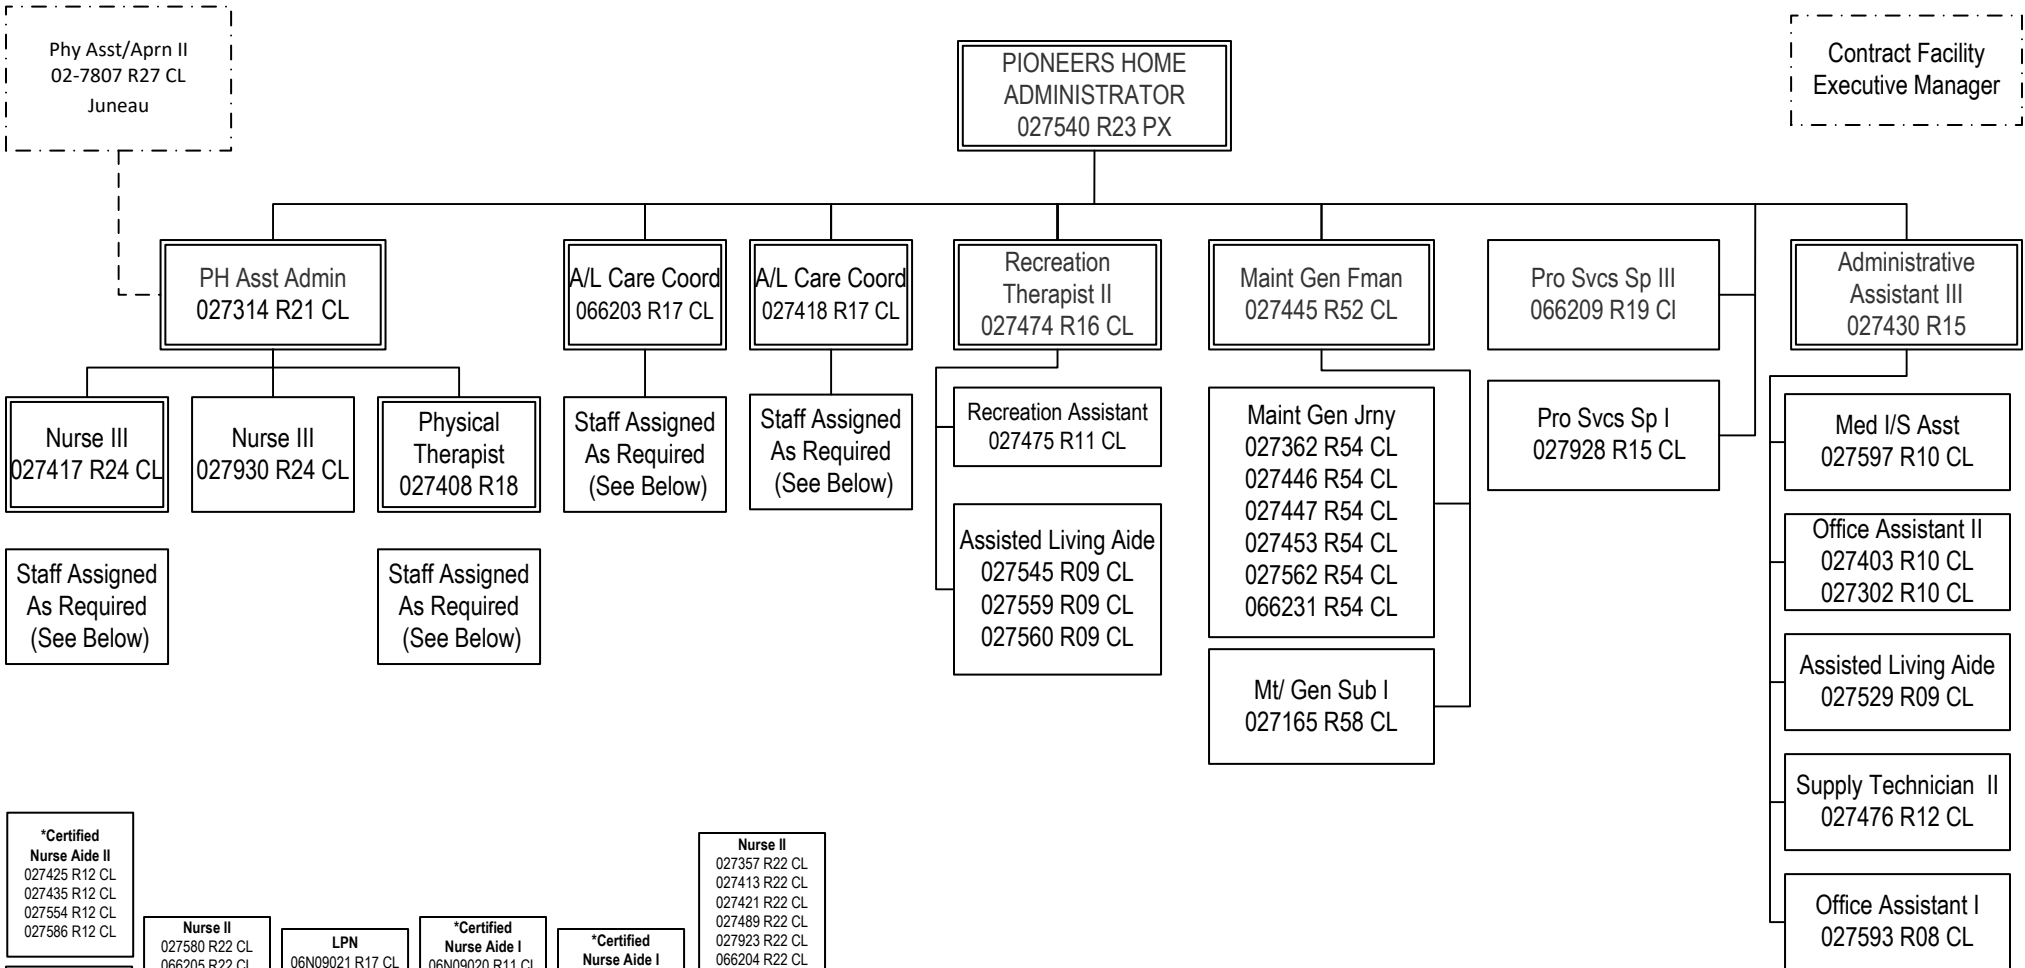 Phy Asst/Aprn II
02-7807 R27 CL
Juneau
PIONEERS HOME
ADMINISTRATOR
027540 R23 PX
Contract Facility
Executive Manager
PH Asst Admin
027314 R21 CL
A/L Care Coord
066203 R17 CL
A/L Care Coord
027418 R17 CL
Recreation
Therapist II
027474 R16 CL
Maint Gen Fman
027445 R52 CL
Pro Svcs Sp III
066209 R19 Cl
Administrative
Assistant III
027430 R15
Nurse III
027417 R24 CL
Nurse III
027930 R24 CL
Physical
Therapist
027408 R18
Staff Assigned
As Required
(See Below)
Staff Assigned
As Required
(See Below)
Recreation Assistant
027475 R11 CL
Maint Gen Jrny
027362 R54 CL
027446 R54 CL
027447 R54 CL
027453 R54 CL
027562 R54 CL
066231 R54 CL
Pro Svcs Sp I
027928 R15 CL
Med I/S Asst
027597 R10 CL
Staff Assigned
As Required
(See Below)
Staff Assigned
As Required
(See Below)
Assisted Living Aide
027545 R09 CL
027559 R09 CL
027560 R09 CL
Office Assistant II
027403 R10 CL
027302 R10 CL
Mt/ Gen Sub I
027165 R58 CL
Assisted Living Aide
027529 R09 CL
Supply Technician II
027476 R12 CL
Office Assistant I
027593 R08 CL
*Certified
Nurse Aide II
027425 R12 CL
027435 R12 CL
027554 R12 CL
027586 R12 CL
Nurse II
027580 R22 CL
066205 R22 CL
LPN
06N09021 R17 CL
*Certified
Nurse Aide I
06N09020 R11 CL
*Certified
Nurse Aide I
Nurse II
027357 R22 CL
027413 R22 CL
027421 R22 CL
027489 R22 CL
027923 R22 CL
066204 R22 CL